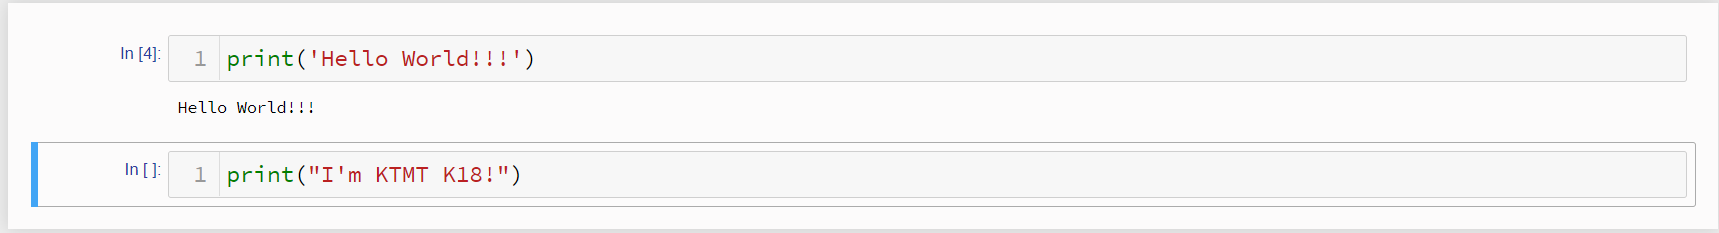 In [4]:
1 print('Hello World!!!')
Hello World!!!
In [ ]:
1 print("I'm KTMT K18!")